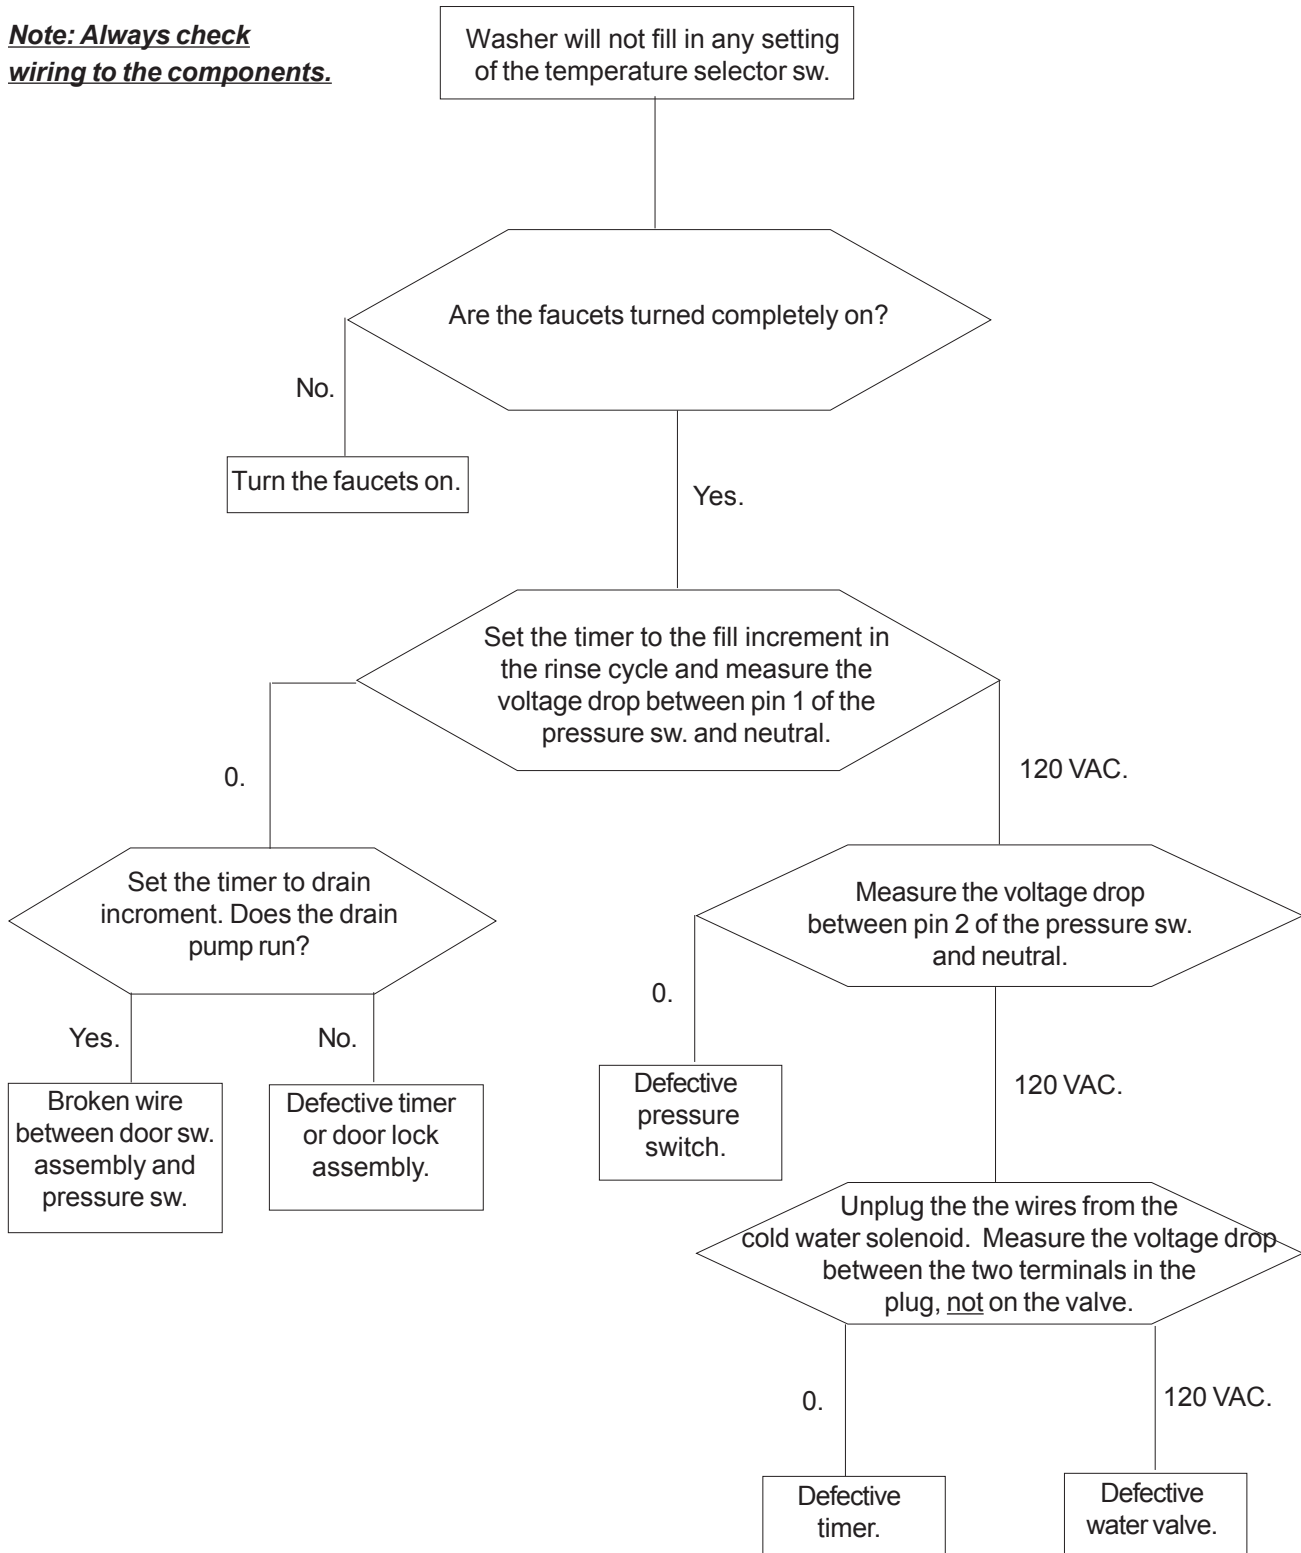 Note: Always check
wiring to the components.
Washer will not fill in any setting
of the temperature selector sw.
Are the faucets turned completely on?
No.
Turn the faucets on.
Yes.
Set the timer to the fill increment in
the rinse cycle and measure the
voltage drop between pin 1 of the
pressure sw. and neutral.
0.
120 VAC.
Set the timer to drain
incroment. Does the drain
pump run?
Measure the voltage drop
between pin 2 of the pressure sw.
and neutral.
Yes.
No.
0.
120 VAC.
Broken wire
between door sw.
assembly and
pressure sw.
Defective timer
or door lock
assembly.
Defective
pressure
switch.
Unplug the the wires from the
cold water solenoid. Measure the voltage drop
between the two terminals in the
plug, not on the valve.
0.
120 VAC.
Defective
timer.
Defective
water valve.